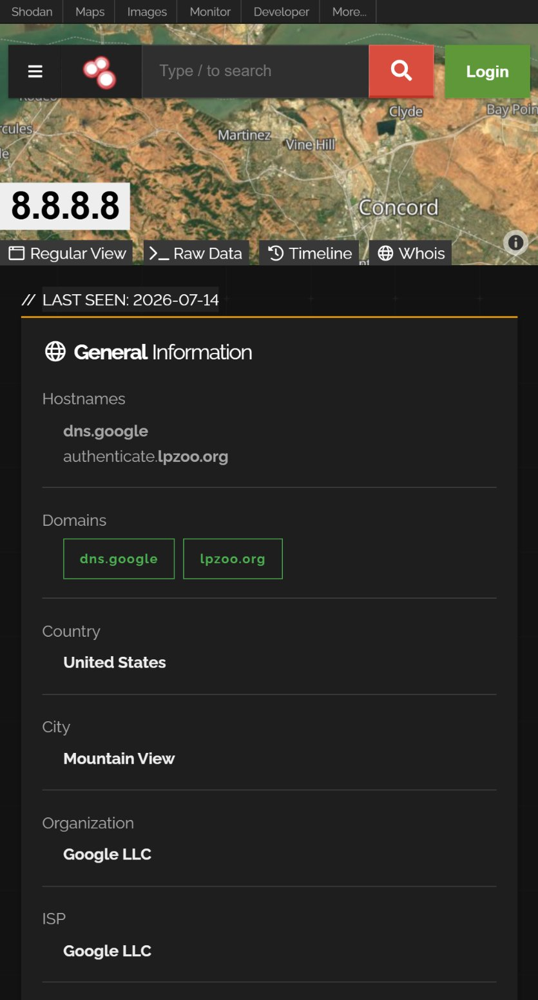 Shodan
Maps
Images
Monitor
Developer
More...
Type / to search
Login
Clyde
Bay Poin
rcules
Martinez
Vine Hill
Concord
8.8.8.8
Regular View
Raw Data
Timeline
Whois
// LAST SEEN: 2026-07-14
General Information
Hostnames
dns.google
authenticate.lpzoo.org
Domains
dns.google
lpzoo.org
Country
United States
City
Mountain View
Organization
Google LLC
ISP
Google LLC